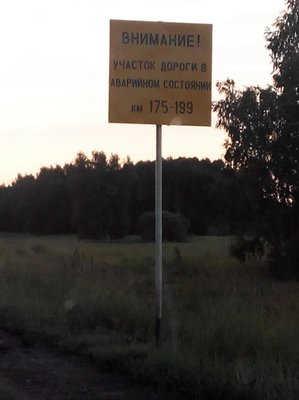 ВНИМАНИЕ!
УЧАСТОК ДОРОГИ В
АВАРИЙНОМ СОСТОЯНИИ
КМ 175-199